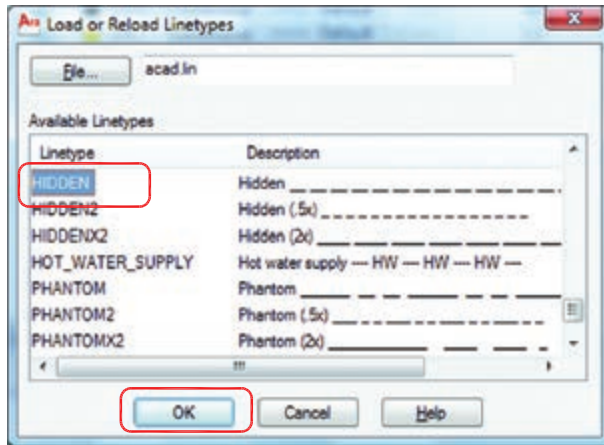 Load or Reload Linetypes
File... acad.lin
Available Linetypes
Linetype Description
HIDDEN Hidden
HIDDEN2 Hidden (.5x)
HIDDENX2 Hidden (2x)
HOT_WATER_SUPPLY Hot water supply ---- HW ---- HW ---- HW ----
PHANTOM Phantom
PHANTOM2 Phantom (.5x)
PHANTOMX2 Phantom (2x)
OK Cancel Help